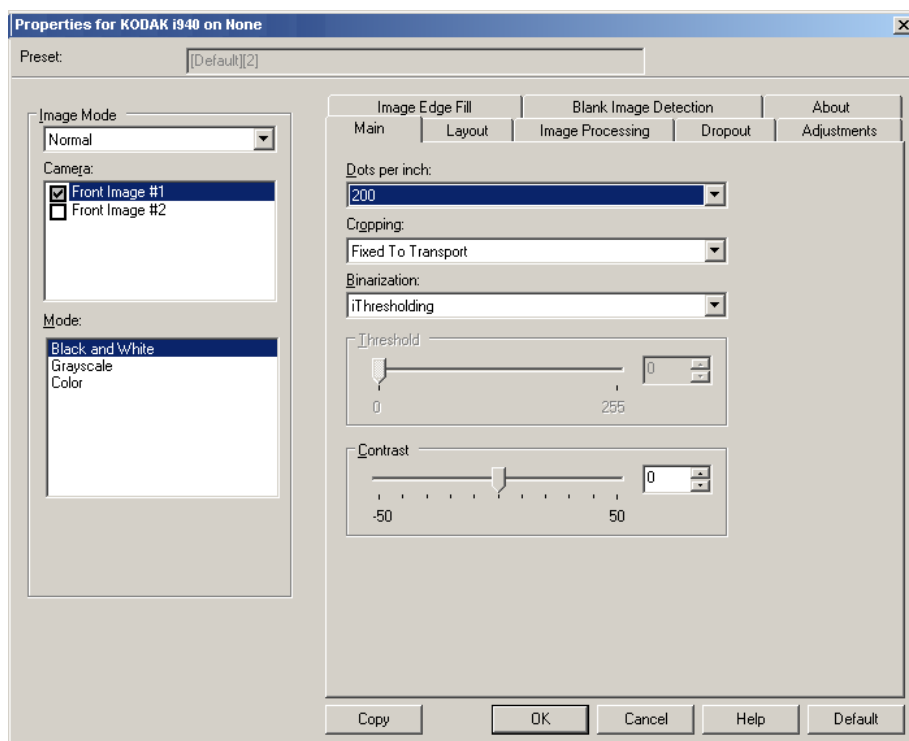 Properties for KODAK i940 on None
Preset:
[Default][2]
Image Mode
Normal
Camera:
Front Image #1
Front Image #2
Mode:
Black and White
Grayscale
Color
Image Edge Fill
Blank Image Detection
About
Main
Layout
Image Processing
Dropout
Adjustments
Dots per inch:
200
Cropping:
Fixed To Transport
Binarization:
iThresholding
Threshold
0
0
255
Contrast
0
-50
50
Copy
OK
Cancel
Help
Default